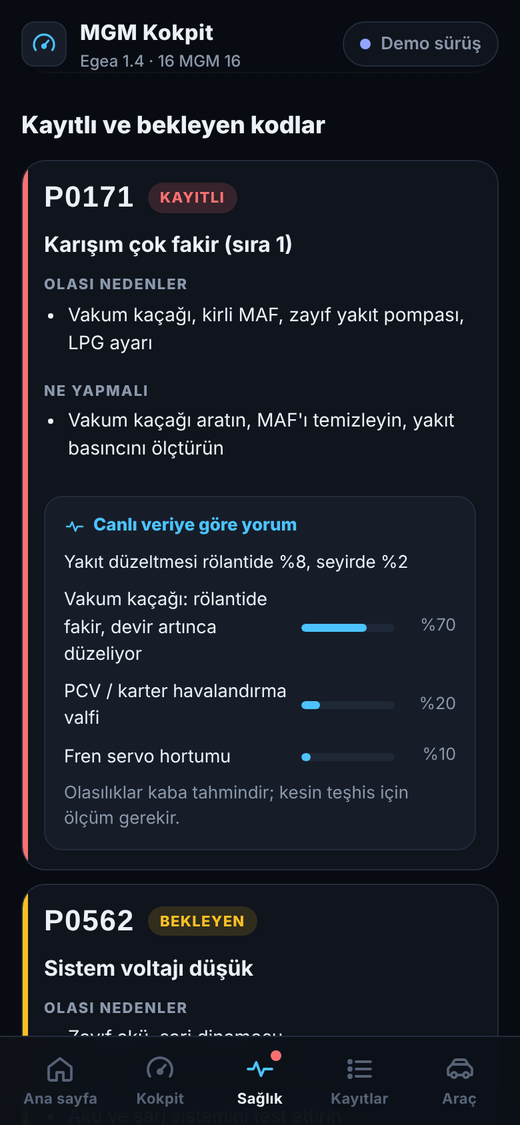 MGM Kokpit
Egea 1.4 · 16 MGM 16
Demo sürüş
Kayıtlı ve bekleyen kodlar
P0171 KAYITLI
Karışım çok fakir (sıra 1)
OLASI NEDENLER
• Vakum kaçağı, kirli MAF, zayıf yakıt pompası,
LPG ayarı
NE YAPMALI
• Vakum kaçağı aratın, MAF'ı temizleyin, yakıt
basıncını ölçtürün
Canlı veriye göre yorum
Yakıt düzeltmesi rölantide %8, seyirde %2
Vakum kaçağı: rölantide
fakir, devir artınca
düzeliyor
%70
PCV / karter havalandırma
valfi
%20
Fren servo hortumu %10
Olasılıklar kaba tahmindir; kesin teşhis için
ölçüm gerekir.
P0562 BEKLEYEN
Sistem voltajı düşük
OLASI NEDENLER
Ana sayfa
Kokpit
Sağlık
Kayıtlar
Araç